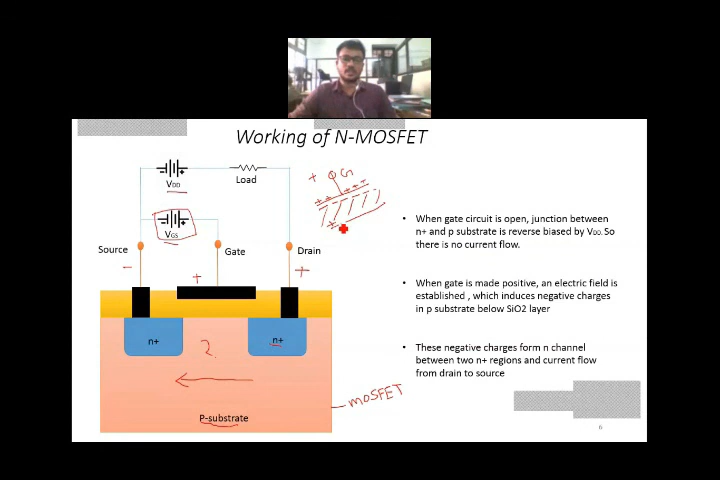 Working of N-MOSFET
VDD
Load
+ G
+ + + + +
VGS
Source
Gate
Drain
- + +
n+
n+
2
P-substrate
MOSFET
• When gate circuit is open, junction between
n+ and p substrate is reverse biased by VDD. So
there is no current flow.
• When gate is made positive, an electric field is
established , which induces negative charges
in p substrate below SiO2 layer
• These negative charges form n channel
between two n+ regions and current flow
from drain to source
6